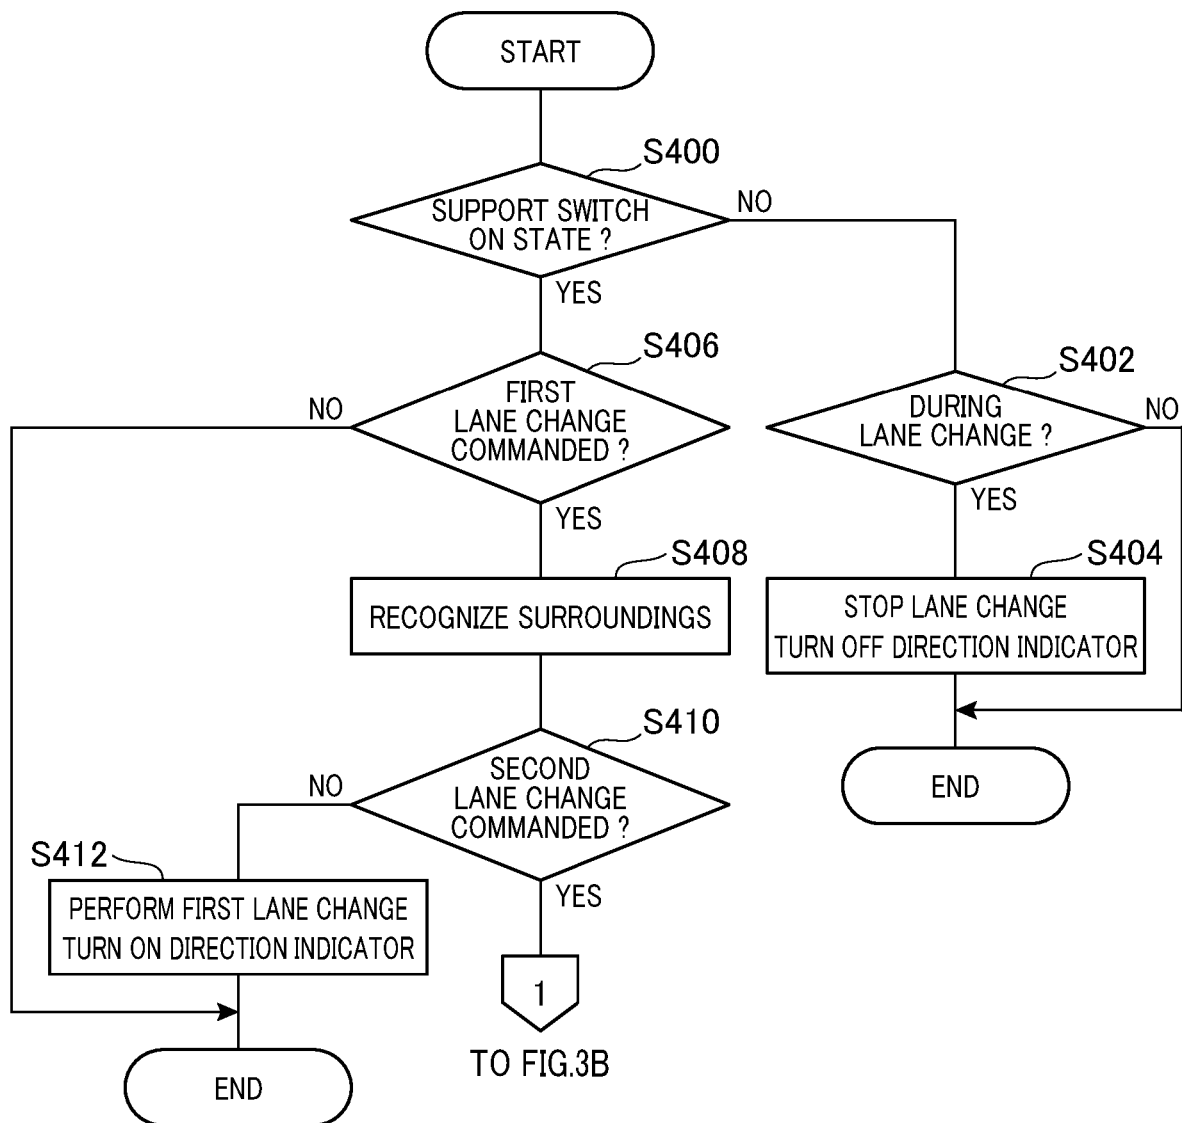 START
S400
SUPPORT SWITCH
ON STATE ?
NO
YES
S406
FIRST
LANE CHANGE
COMMANDED ?
NO
YES
S402
DURING
LANE CHANGE ?
NO
YES
S408
RECOGNIZE SURROUNDINGS
S404
STOP LANE CHANGE
TURN OFF DIRECTION INDICATOR
END
S410
SECOND
LANE CHANGE
COMMANDED ?
NO
YES
S412
PERFORM FIRST LANE CHANGE
TURN ON DIRECTION INDICATOR
END
1
TO FIG.3B